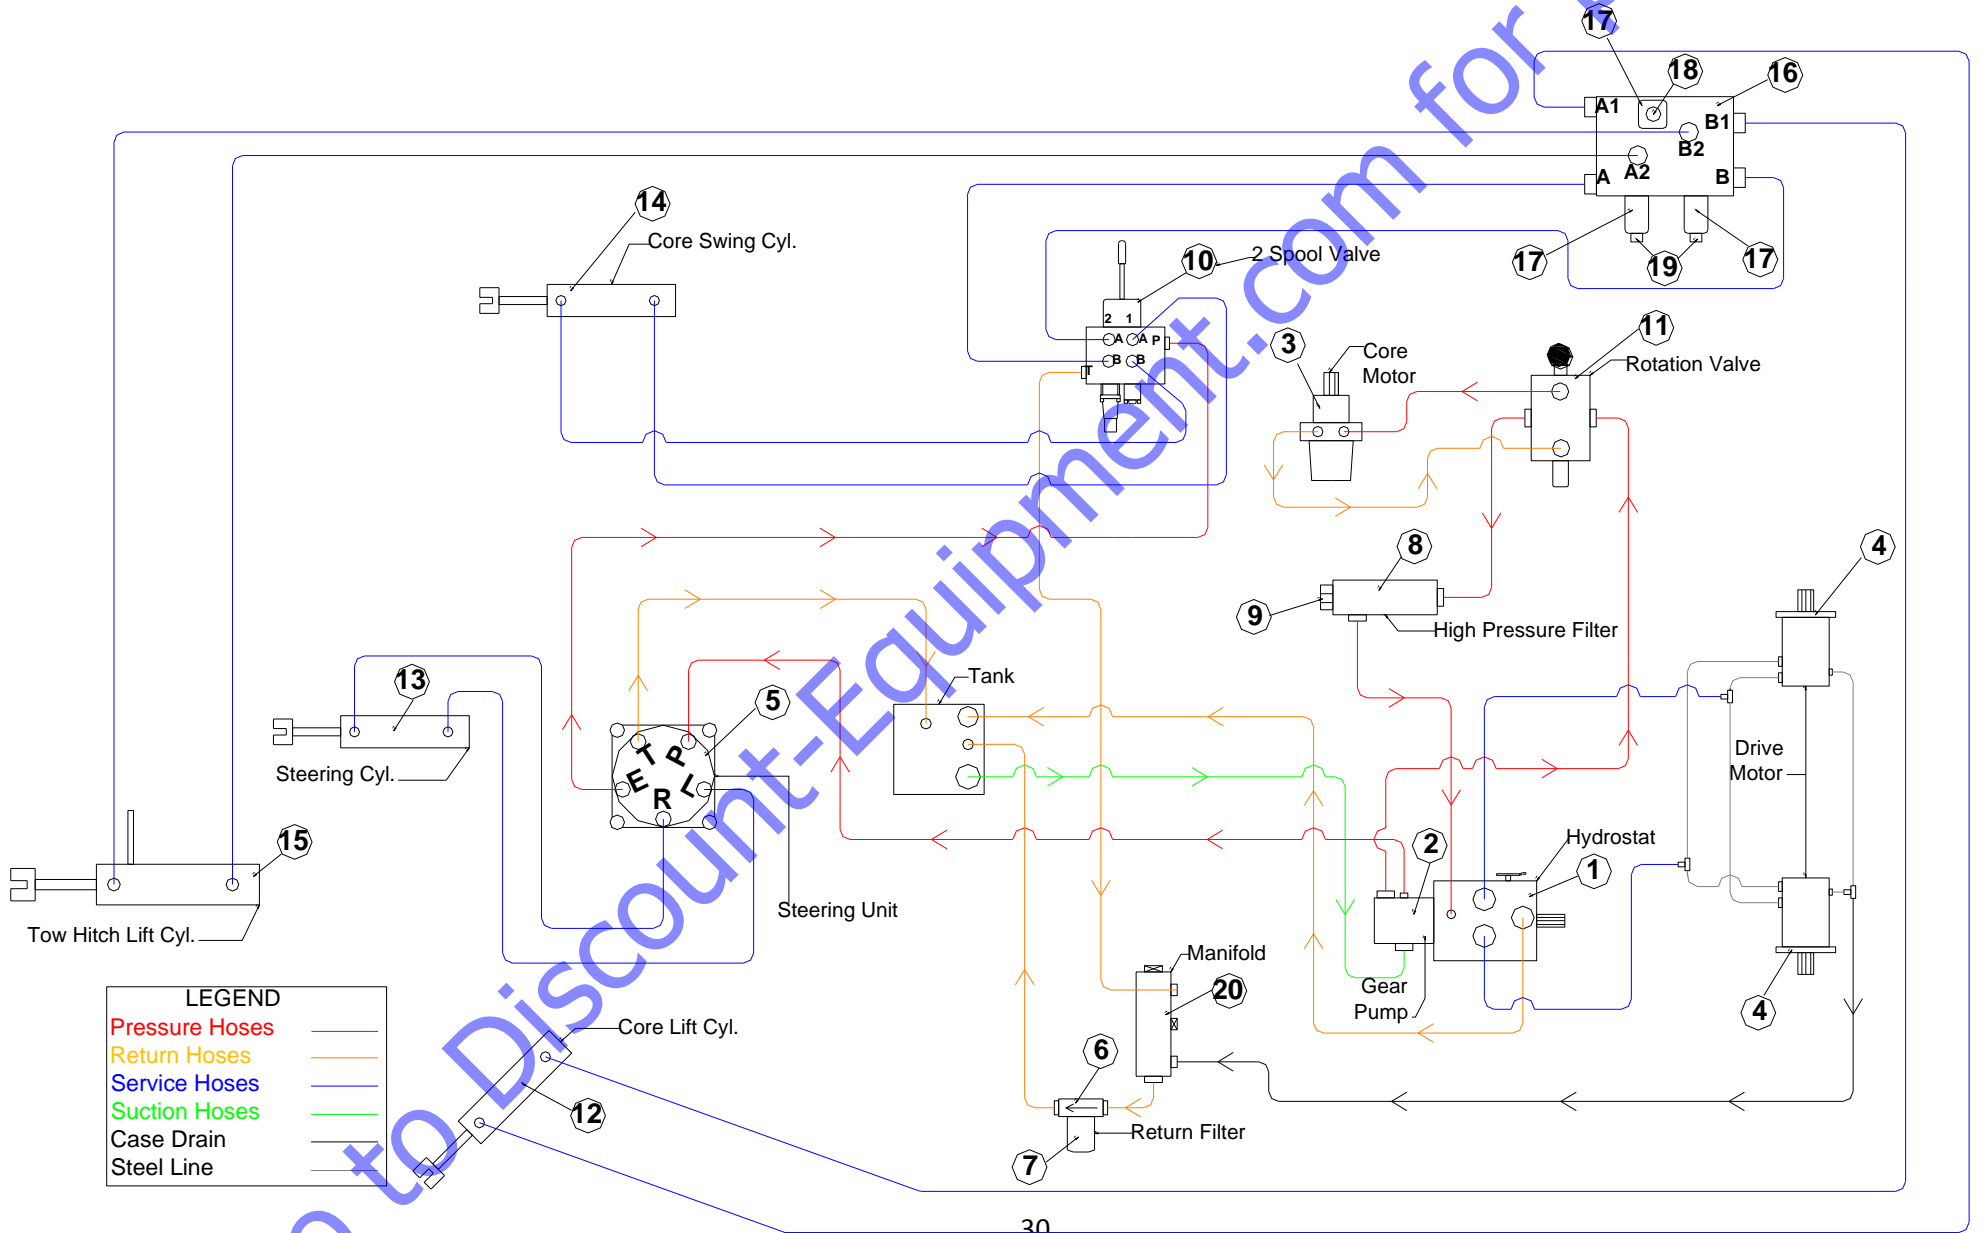 17
18
16
A1
B1
B2
A2
A
B
17
19
17
14
Core Swing Cyl.
10
2 Spool Valve
2 1
A A P
B B
T
3
Core
Motor
11
Rotation Valve
8
9
High Pressure Filter
4
13
Steering Cyl.
5
T P
E L
R
Steering Unit
Tank
Drive
Motor
15
Tow Hitch Lift Cyl.
2
Hydrostat
1
Gear
Pump
4
Manifold
20
6
Return Filter
7
Core Lift Cyl.
12
LEGEND
Pressure Hoses
Return Hoses
Service Hoses
Suction Hoses
Case Drain
Steel Line
30
to Discount-Equipment.com for